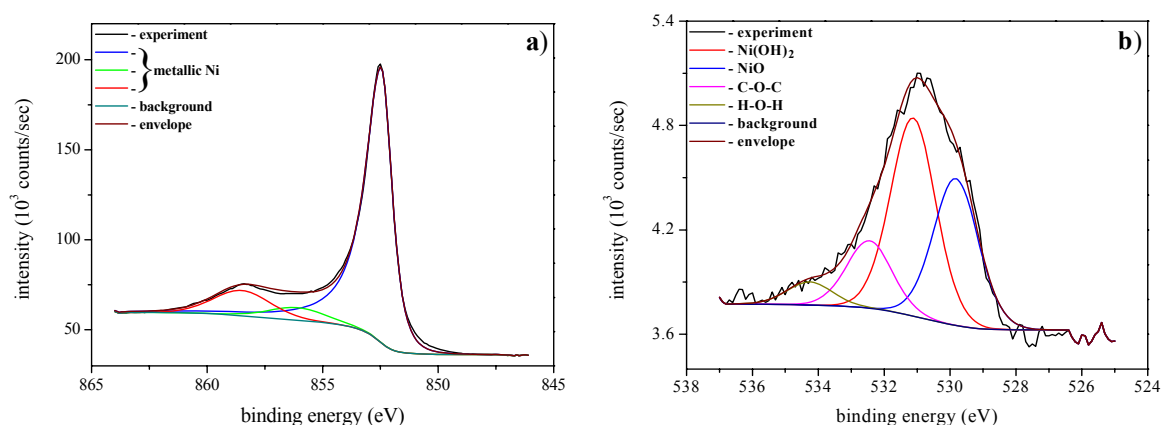 a)
- experiment
-
- } metallic Ni
-
- background
- envelope
200
150
100
50
865
860
855
850
845
intensity (10³ counts/sec)
binding energy (eV)
b)
- experiment
- Ni(OH)₂
- NiO
- C-O-C
- H-O-H
- background
- envelope
5.4
4.8
4.2
3.6
538
536
534
532
530
528
526
524
intensity (10³ counts/sec)
binding energy (eV)